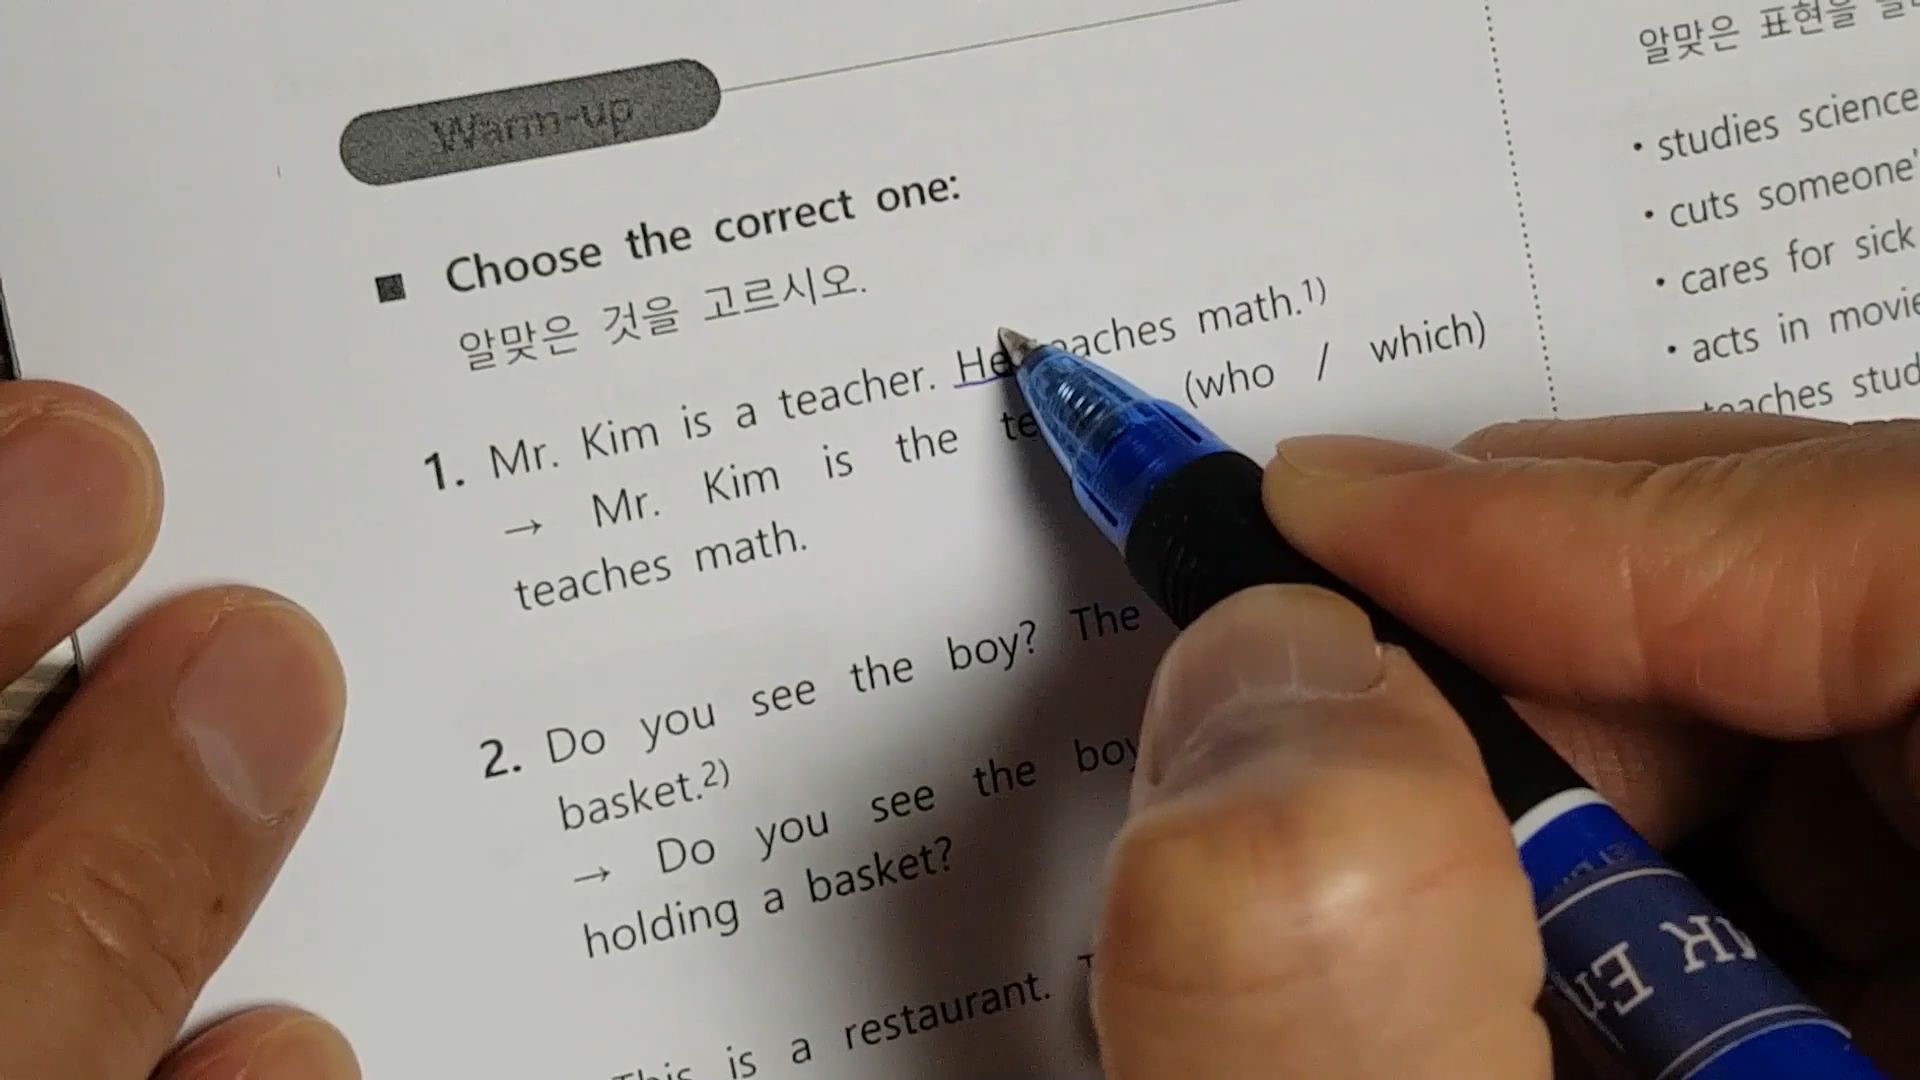 Warm-up
■ Choose the correct one:
알맞은 것을 고르시오.
1. Mr. Kim is a teacher. He teaches math.1)
→ Mr. Kim is the (who / which)
teaches math.
2. Do you see the boy? The
basket.2)
→ Do you see the boy
holding a basket?
This is a restaurant.
알맞은 표현을
• studies science
• cuts someone'
• cares for sick
• acts in movie
teaches stud